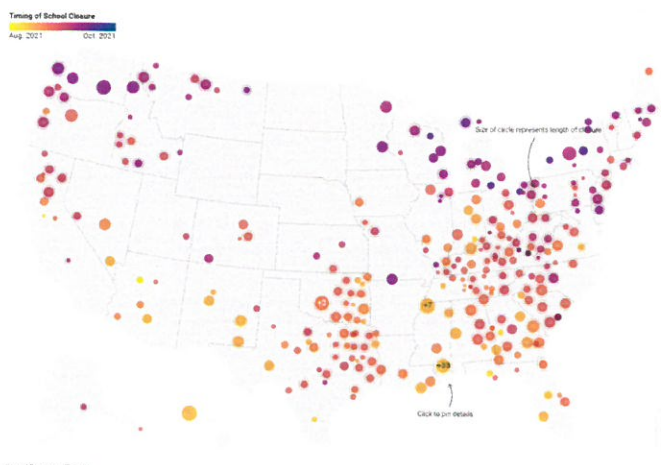 Timing of School Closure
Aug. 2021 Oct. 2021
Size of circle represents length of closure
+2
+7
+33
Click to pin details